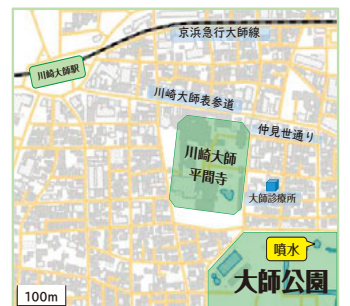 京浜急行大師線
川崎大師駅
川崎大師表参道
仲見世通り
川崎大師
平間寺
大師診療所
噴水
大師公園
100m